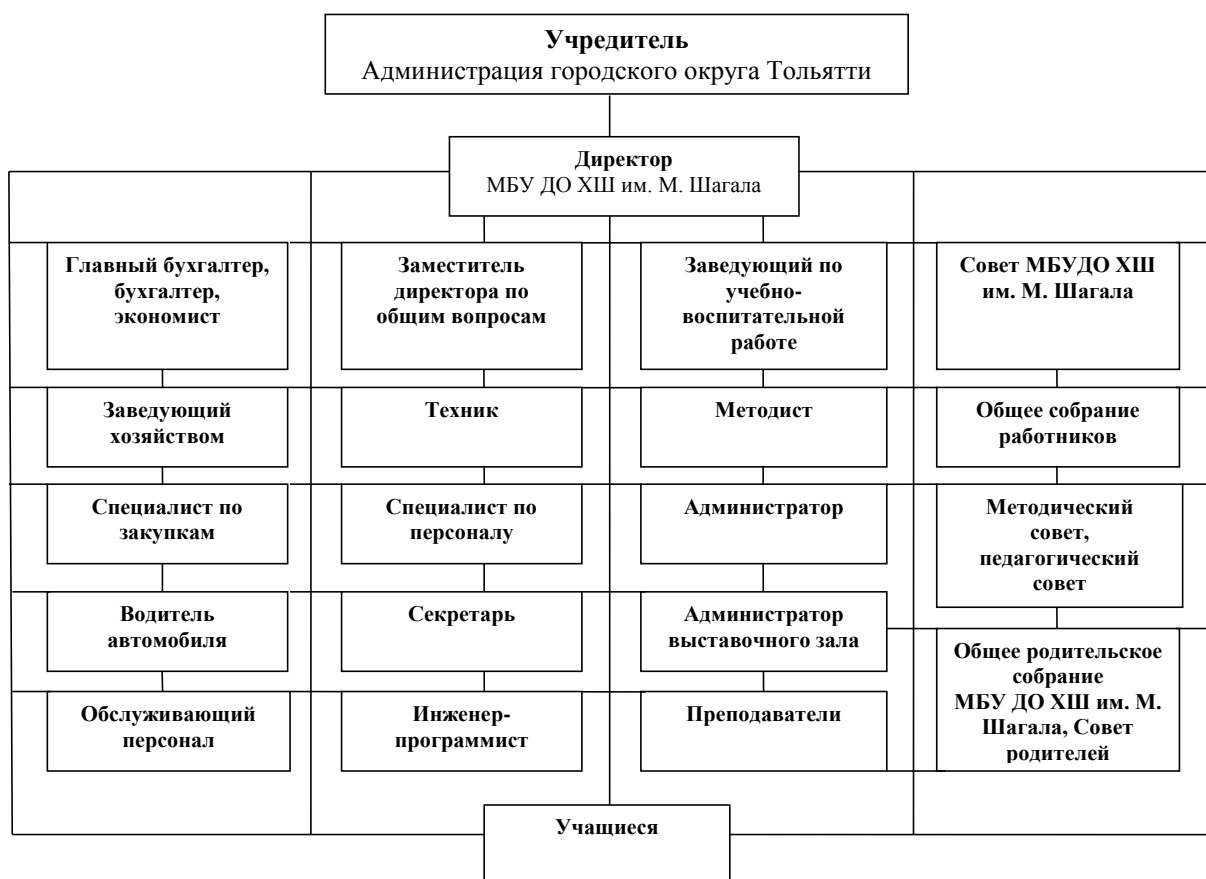 Учредитель
Администрация городского округа Тольятти
Директор
МБУ ДО ХШ им. М. Шагала
Главный бухгалтер,
бухгалтер,
экономист
Заместитель
директора по
общим вопросам
Заведующий по
учебно-
воспитательной
работе
Совет МБУДО ХШ
им. М. Шагала
Заведующий
хозяйством
Техник
Методист
Общее собрание
работников
Специалист по
закупкам
Специалист по
персоналу
Администратор
Методический
совет,
педагогический
совет
Водитель
автомобиля
Секретарь
Администратор
выставочного зала
Общее родительское
собрание
МБУ ДО ХШ им. М.
Шагала, Совет
родителей
Обслуживающий
персонал
Инженер-
программист
Преподаватели
Учащиеся